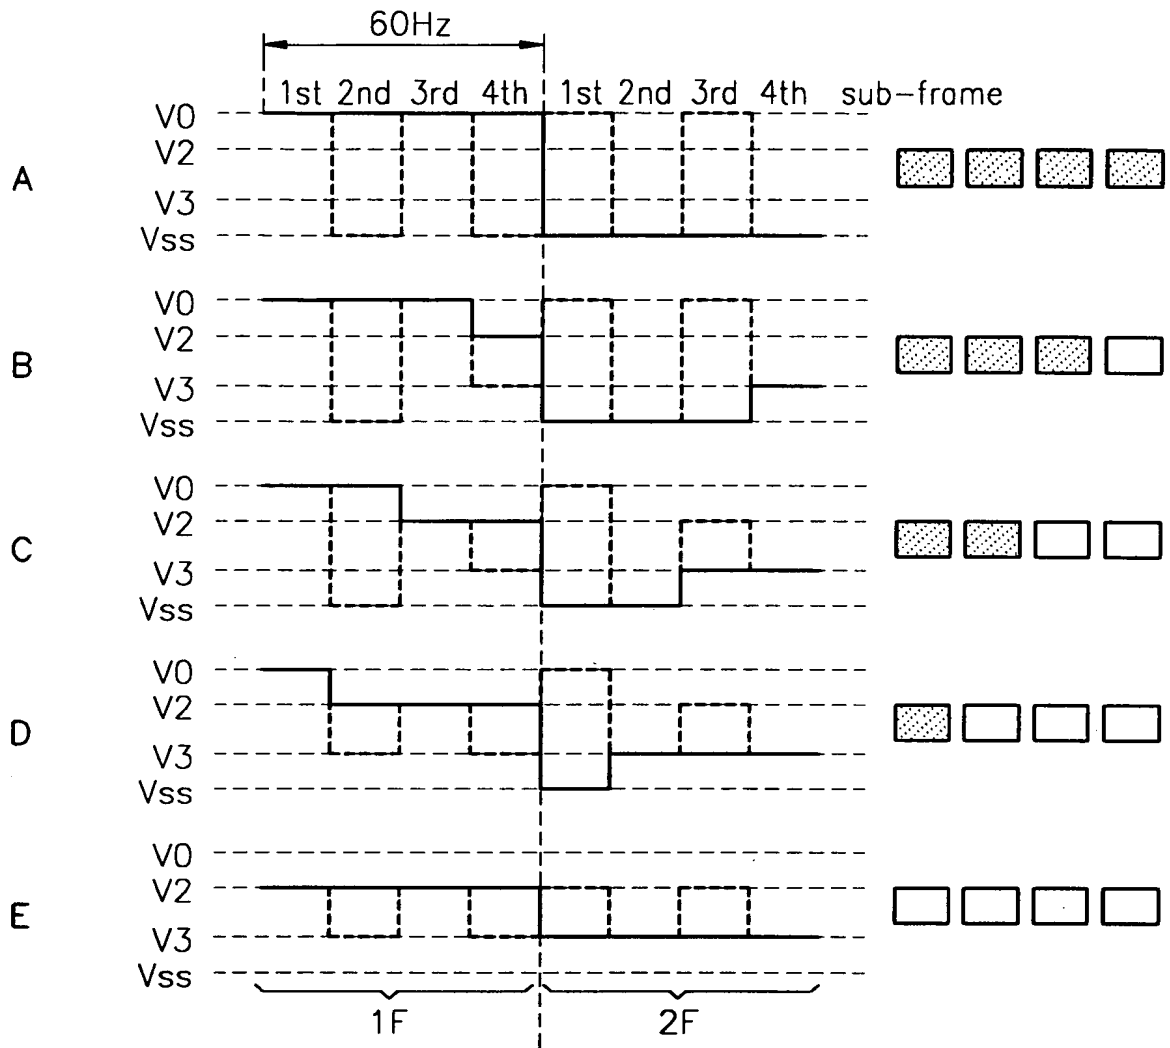 60Hz
1st 2nd 3rd 4th 1st 2nd 3rd 4th sub-frame
V0
V2
A
V3
Vss
V0
V2
B
V3
Vss
V0
V2
C
V3
Vss
V0
V2
D
V3
Vss
V0
V2
E
V3
Vss
1F 2F